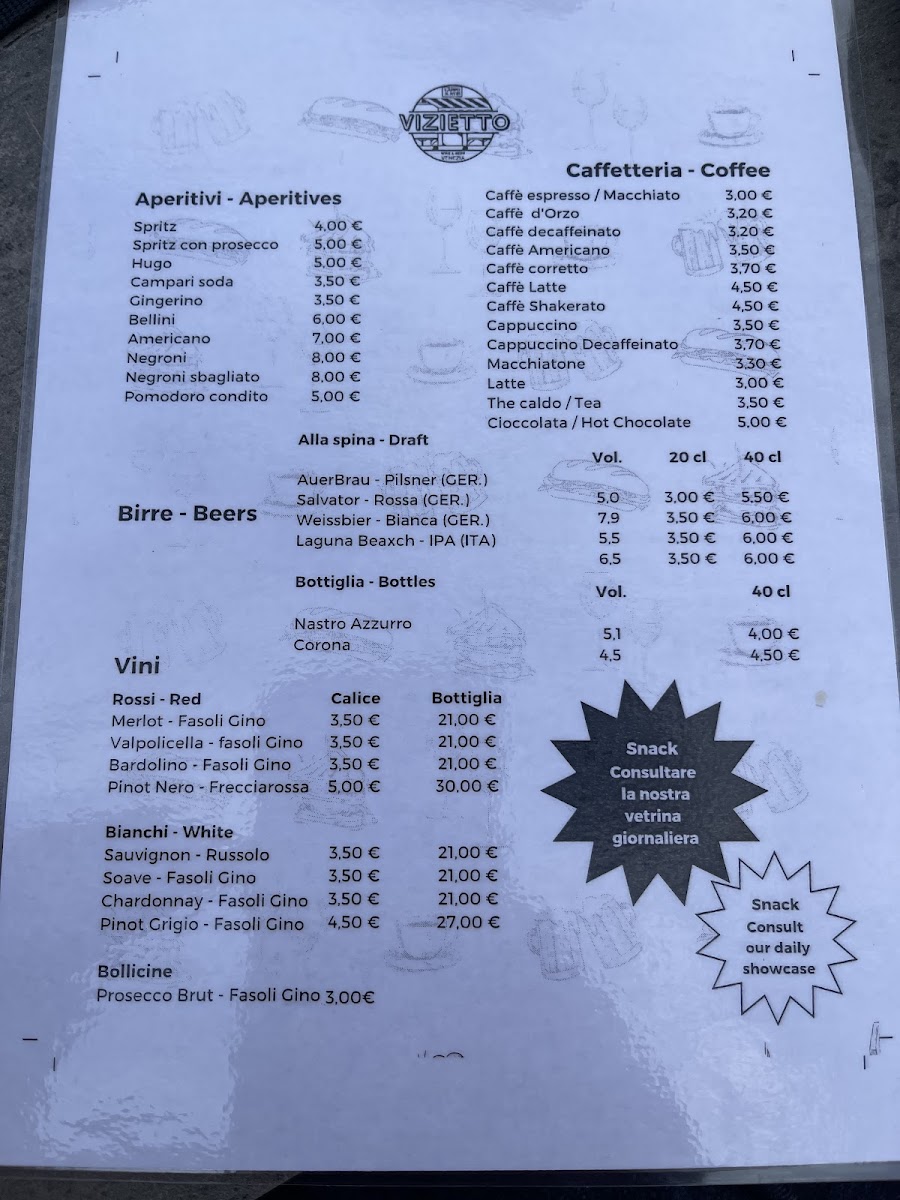 VIZIETTO
VENEZIA
Aperitivi - Aperitives
Spritz 4,00 €
Spritz con prosecco 5,00 €
Hugo 5,00 €
Campari soda 3,50 €
Gingerino 3,50 €
Bellini 6,00 €
Americano 7,00 €
Negroni 8,00 €
Negroni sbagliato 8,00 €
Pomodoro condito 5,00 €
Caffetteria - Coffee
Caffè espresso / Macchiato 3,00 €
Caffè d'Orzo 3,20 €
Caffè decaffeinato 3,20 €
Caffè Americano 3,50 €
Caffè corretto 3,70 €
Caffè Latte 4,50 €
Caffè Shakerato 4,50 €
Cappuccino 3,50 €
Cappuccino Decaffeinato 3,70 €
Macchiatone 3,30 €
Latte 3,00 €
The caldo / Tea 3,50 €
Cioccolata / Hot Chocolate 5,00 €
Birre - Beers
Alla spina - Draft Vol. 20 cl 40 cl
AuerBrau - Pilsner (GER.) 5.0 3,00 € 5,50 €
Salvator - Rossa (GER.) 7.9 3,50 € 6,00 €
Weissbier - Bianca (GER.) 5,5 3,50 € 6,00 €
Laguna Beaxch - IPA (ITA) 6,5 3,50 € 6,00 €
Bottiglia - Bottles Vol. 40 cl
Nastro Azzurro 5,1 4,00 €
Corona 4,5 4,50 €
Vini
Rossi - Red Calice Bottiglia
Merlot - Fasoli Gino 3,50 € 21,00 €
Valpolicella - fasoli Gino 3,50 € 21,00 €
Bardolino - Fasoli Gino 3,50 € 21,00 €
Pinot Nero - Frecciarossa 5,00 € 30,00 €
Bianchi - White
Sauvignon - Russolo 3,50 € 21,00 €
Soave - Fasoli Gino 3,50 € 21,00 €
Chardonnay - Fasoli Gino 3,50 € 21,00 €
Pinot Grigio - Fasoli Gino 4,50 € 27,00 €
Bollicine
Prosecco Brut - Fasoli Gino 3,00€
Snack
Consultare
la nostra
vetrina
giornaliera
Snack
Consult
our daily
showcase